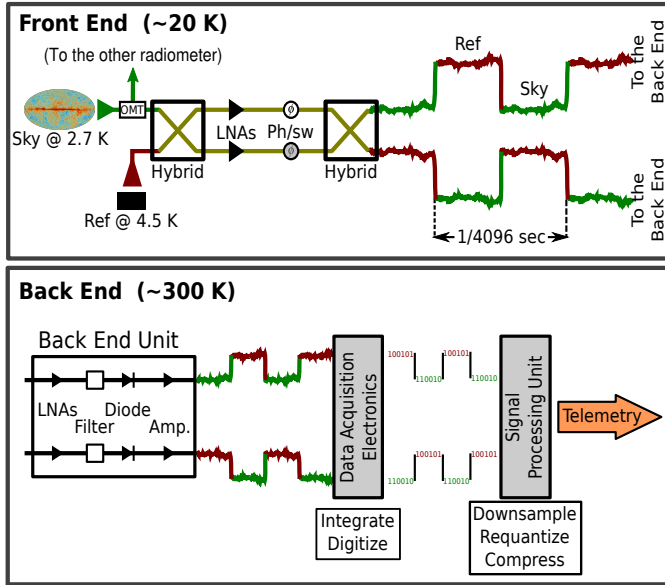 Front End (~20 K)
(To the other radiometer)
OMT
Sky @ 2.7 K
Hybrid
LNAs
Ph/sw
ϕ
ϕ
Hybrid
Ref @ 4.5 K
Ref
Sky
To the
Back End
To the
Back End
1/4096 sec
Back End (~300 K)
Back End Unit
LNAs
Filter
Diode
Amp.
Data Acquisition
Electronics
100101
110010
100101
110010
100101
110010
100101
110010
100101
Signal
Processing Unit
Telemetry
Integrate
Digitize
Downsample
Requantize
Compress